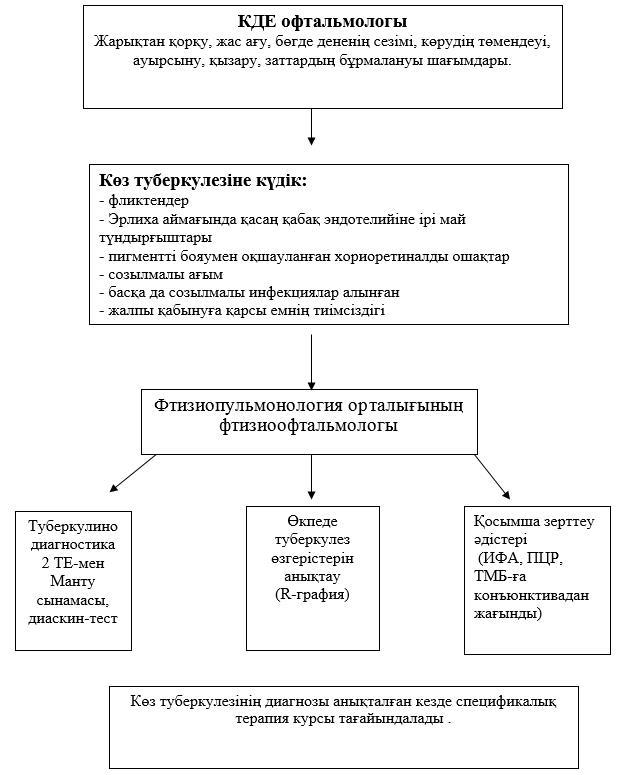 КДЕ офтальмологы
Жарықтан қорқу, жас ағу, бөгде дененің сезімі, көрудің төмендеуі,
ауырсыну, қызару, заттардың бұрмалануы шағымдары.
Көз туберкулезіне күдік:
- фликтендер
- Эрлиха аймағында қасаң қабақ эндотелийіне ірі май
тұндырғыштары
- пигментті бояумен оқшауланған хориоретиналды ошақтар
- созылмалы ағым
- басқа да созылмалы инфекциялар алынған
- жалпы қабынуға қарсы емнің тиімсіздігі
Фтизиопульмонология орталығының
фтизиоофтальмологы
Туберкулино
диагностика
2 ТЕ-мен
Манту
сынамасы,
диаскин-тест
Өкпеде
туберкулез
өзгерістерін
анықтау
(R-графия)
Қосымша зерттеу
әдістері
(ИФА, ПЦР,
ТМБ-ға
конъюнктивадан
жағынды)
Көз туберкулезінің диагнозы анықталған кезде спецификалық
терапия курсы тағайындалады .